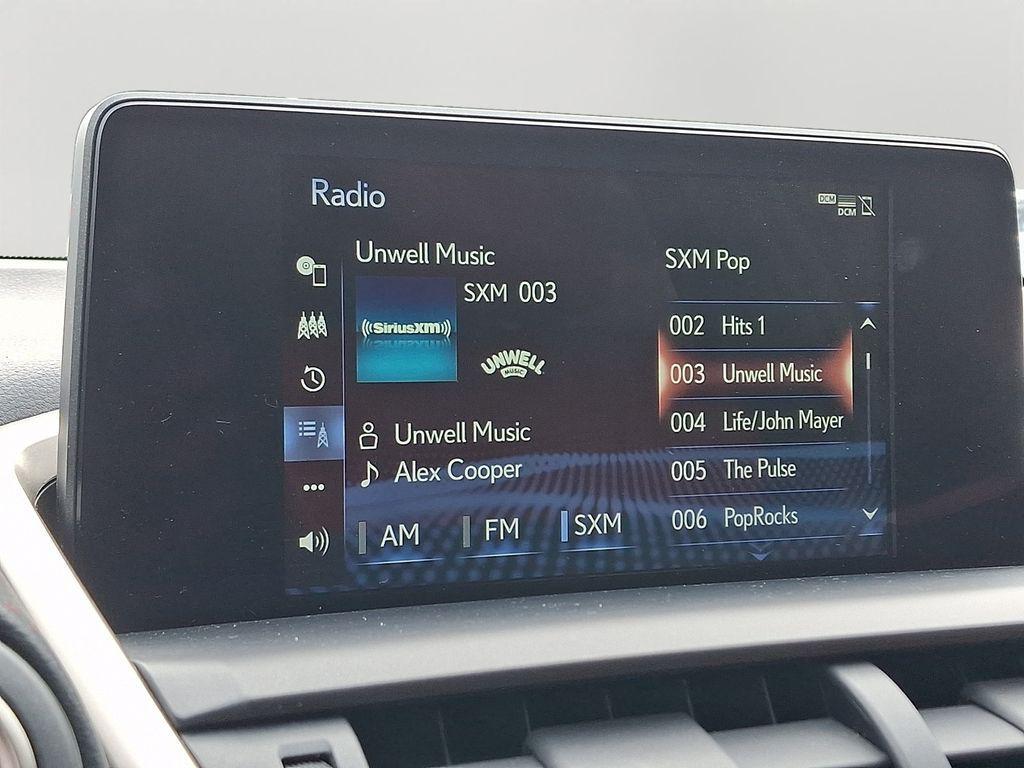 Radio
DCM
DCM
Unwell Music
SXM 003
((SiriusXM))
UNWELL
MUSIC
Unwell Music
Alex Cooper
AM
FM
SXM
SXM Pop
002 Hits 1
003 Unwell Music
004 Life/John Mayer
005 The Pulse
006 PopRocks